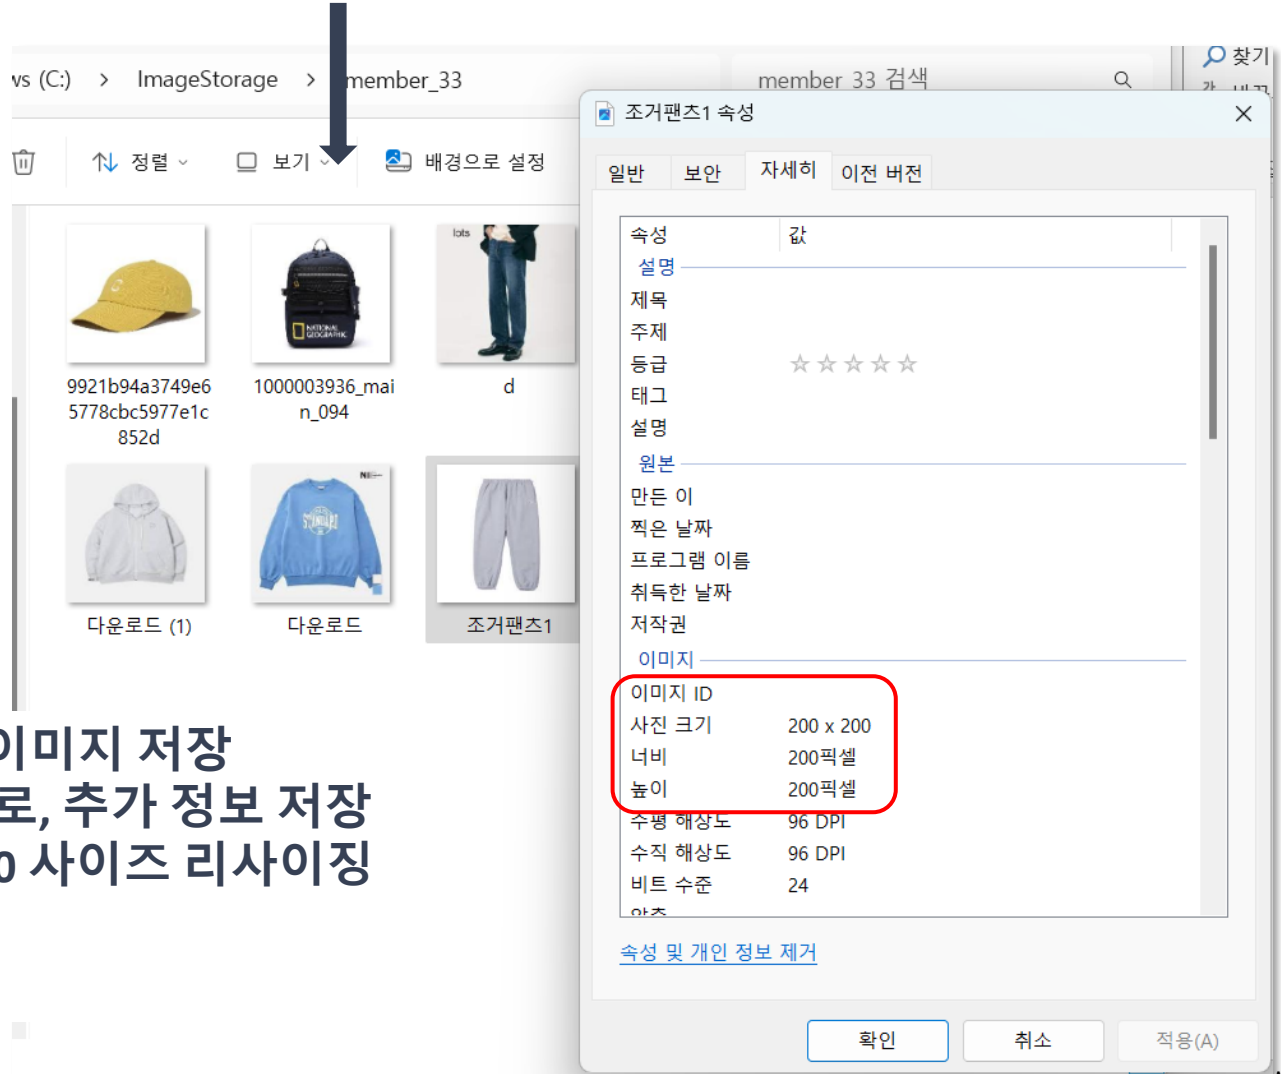 ws (C:) > ImageStorage > member_33
member_33 검색
찾기
정렬
보기
배경으로 설정
lots
NATIONAL
GEOGRAPHIC
9921b94a3749e6
5778cbc5977e1c
852d
1000003936_mai
n_094
d
STANDARD
다운로드 (1)
다운로드
조거팬츠1
이미지 저장
로, 추가 정보 저장
0 사이즈 리사이징
조거팬츠1 속성
일반 보안 자세히 이전 버전
속성 값
설명
제목
주제
등급
태그
설명
원본
만든 이
찍은 날짜
프로그램 이름
취득한 날짜
저작권
이미지
이미지 ID
사진 크기 200 x 200
너비 200픽셀
높이 200픽셀
수평 해상도 96 DPI
수직 해상도 96 DPI
비트 수준 24
속성 및 개인 정보 제거
확인 취소 적용(A)